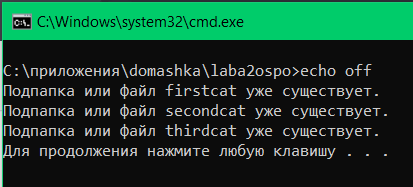 C:\Windows\system32\cmd.exe
C:\приложения\domashka\laba2ospo>echo off
Подпапка или файл firstcat уже существует.
Подпапка или файл secondcat уже существует.
Подпапка или файл thirdcat уже существует.
Для продолжения нажмите любую клавишу . . .